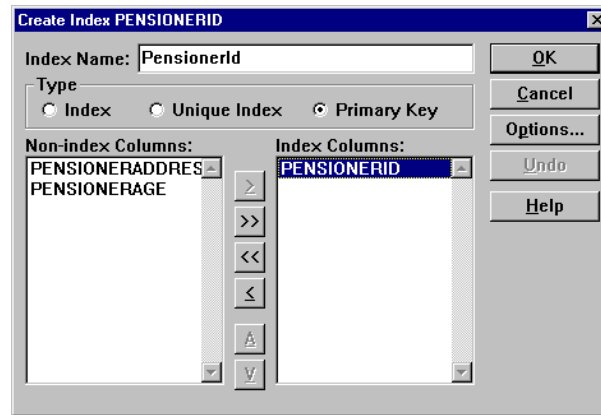 Create Index PENSIONERID
Index Name: PensionerId
OK
Type
Index Unique Index Primary Key
Cancel
Options...
Non-index Columns: Index Columns:
Undo
PENSIONERADDRES PENSIONERID
PENSIONERAGE
>
Help
>>
<<
<
A
V